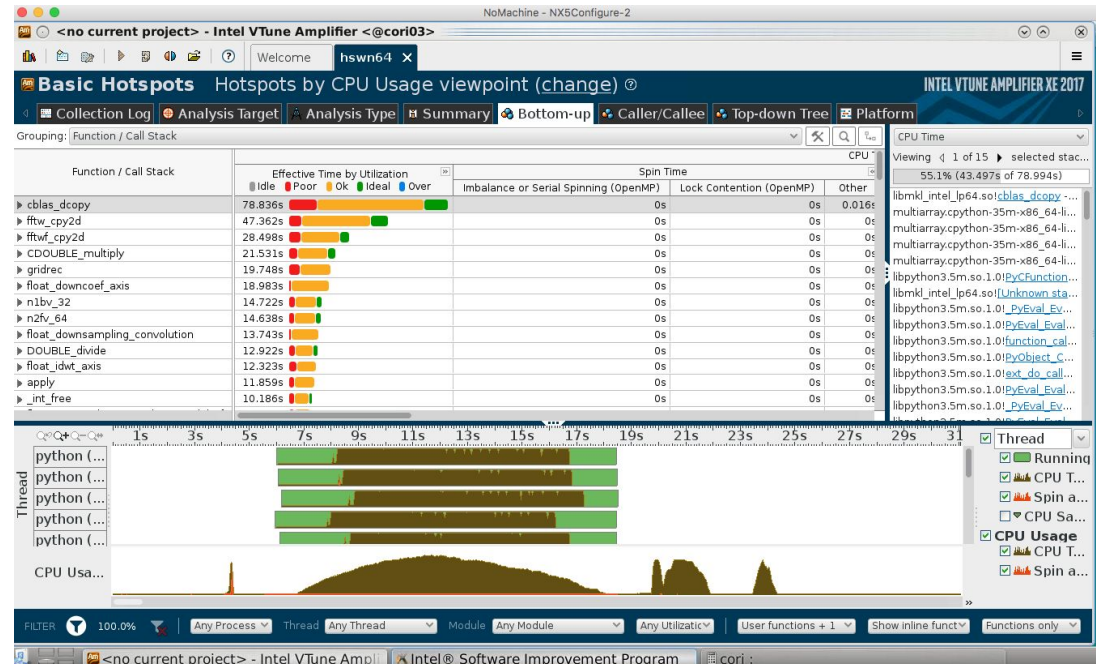 NoMachine - NX5Configure-2
<no current project> - Intel VTune Amplifier <@cori03>
Welcome hswn64
Basic Hotspots Hotspots by CPU Usage viewpoint (change)
INTEL VTUNE AMPLIFIER XE 2017
Collection Log Analysis Target Analysis Type Summary Bottom-up Caller/Callee Top-down Tree Platform
Grouping: Function / Call Stack
CPU Time
CPU T
Viewing 1 of 15 selected stac...
Function / Call Stack Effective Time by Utilization Spin Time
55.1% (43.497s of 78.994s)
Idle Poor Ok Ideal Over Imbalance or Serial Spinning (OpenMP) Lock Contention (OpenMP) Other
cblas_dcopy 78.836s 0s 0s 0.016s
fftw_cpy2d 47.362s 0s 0s 0s
fftwf_cpy2d 28.498s 0s 0s 0s
CDOUBLE_multiply 21.531s 0s 0s 0s
gridrec 19.748s 0s 0s 0s
float_downcoef_axis 18.983s 0s 0s 0s
n1bv_32 14.722s 0s 0s 0s
n2fv_64 14.638s 0s 0s 0s
float_downsampling_convolution 13.743s 0s 0s 0s
DOUBLE_divide 12.922s 0s 0s 0s
float_idwt_axis 12.323s 0s 0s 0s
apply 11.859s 0s 0s 0s
_int_free 10.186s 0s 0s 0s
libmkl_intel_lp64.so!cblas_dcopy -...
multiarray.cpython-35m-x86_64-li...
multiarray.cpython-35m-x86_64-li...
multiarray.cpython-35m-x86_64-li...
multiarray.cpython-35m-x86_64-li...
libpython3.5m.so.1.0!PyCFunction...
libmkl_intel_lp64.so![Unknown sta...
libpython3.5m.so.1.0!_PyEval_Ev...
libpython3.5m.so.1.0!PyEval_Eval...
libpython3.5m.so.1.0!function_cal...
libpython3.5m.so.1.0!PyObject_C...
libpython3.5m.so.1.0!ext_do_call...
libpython3.5m.so.1.0!PyEval_Eval...
libpython3.5m.so.1.0!_PyEval_Ev...
1s 3s 5s 7s 9s 11s 13s 15s 17s 19s 21s 23s 25s 27s 29s 31
Thread
python (...
python (...
python (...
python (...
python (...
CPU Usa...
Thread
Running
CPU T...
Spin a...
CPU Sa...
CPU Usage
CPU T...
Spin a...
FILTER 100.0% Any Process Thread Any Thread Module Any Module Any Utilizatic User functions + 1 Show inline funct Functions only
<no current project> - Intel VTune Ampli Intel® Software Improvement Program cori :